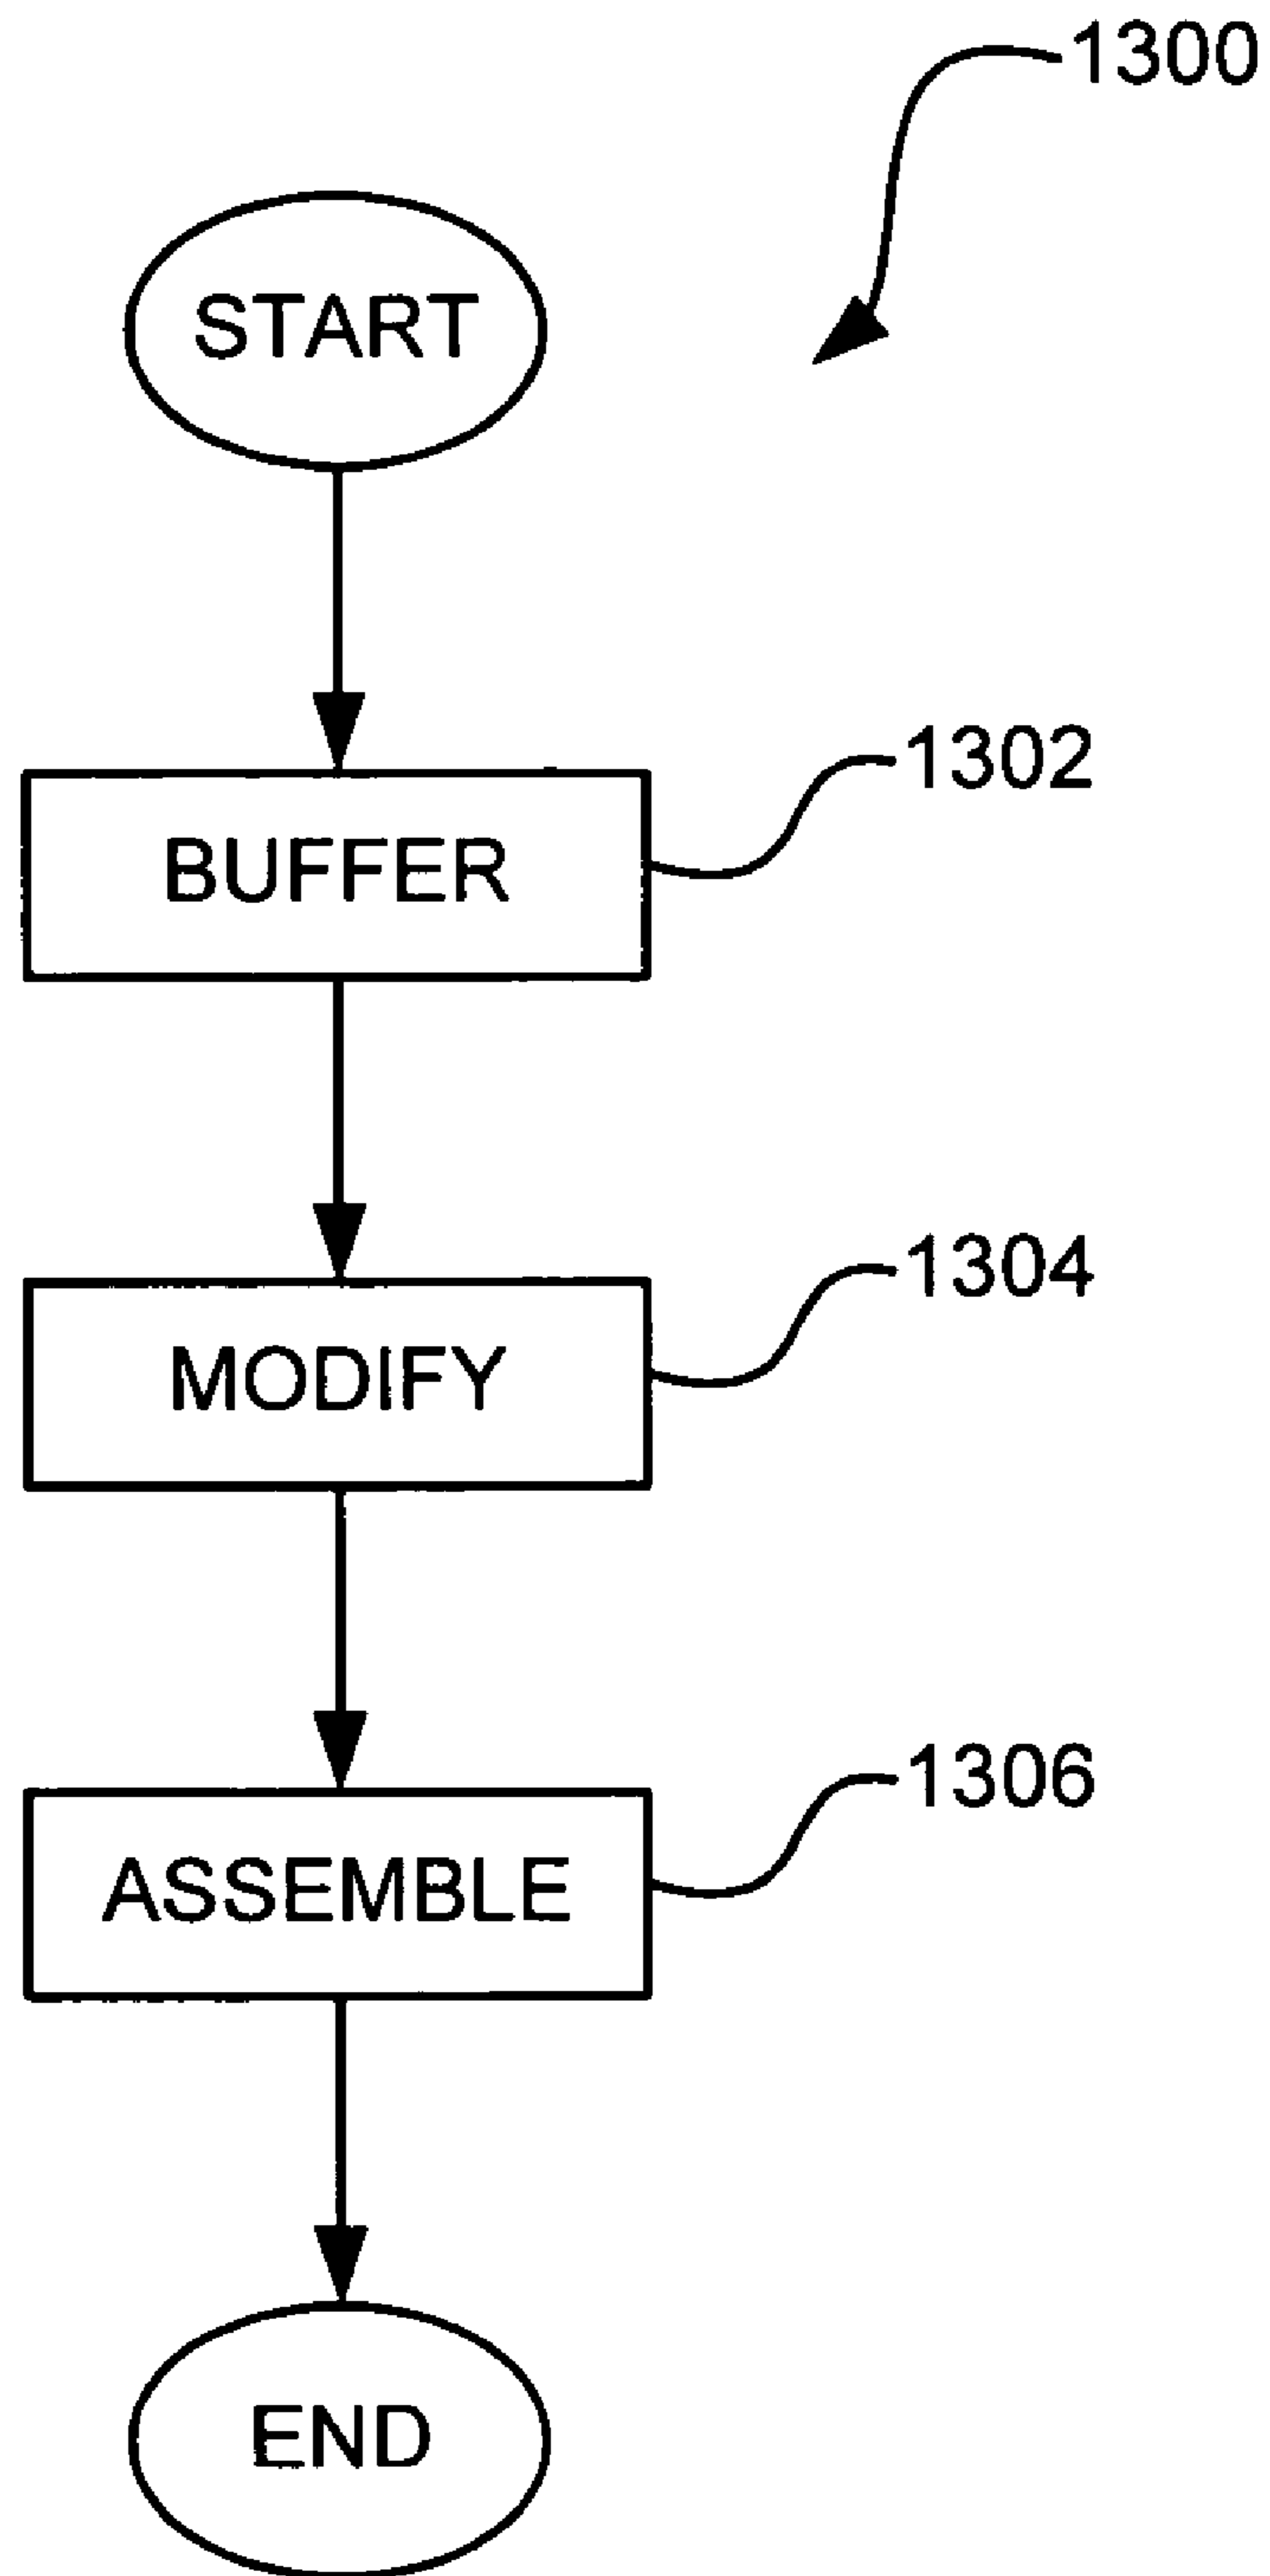 1300
START
1302
BUFFER
1304
MODIFY
1306
ASSEMBLE
END